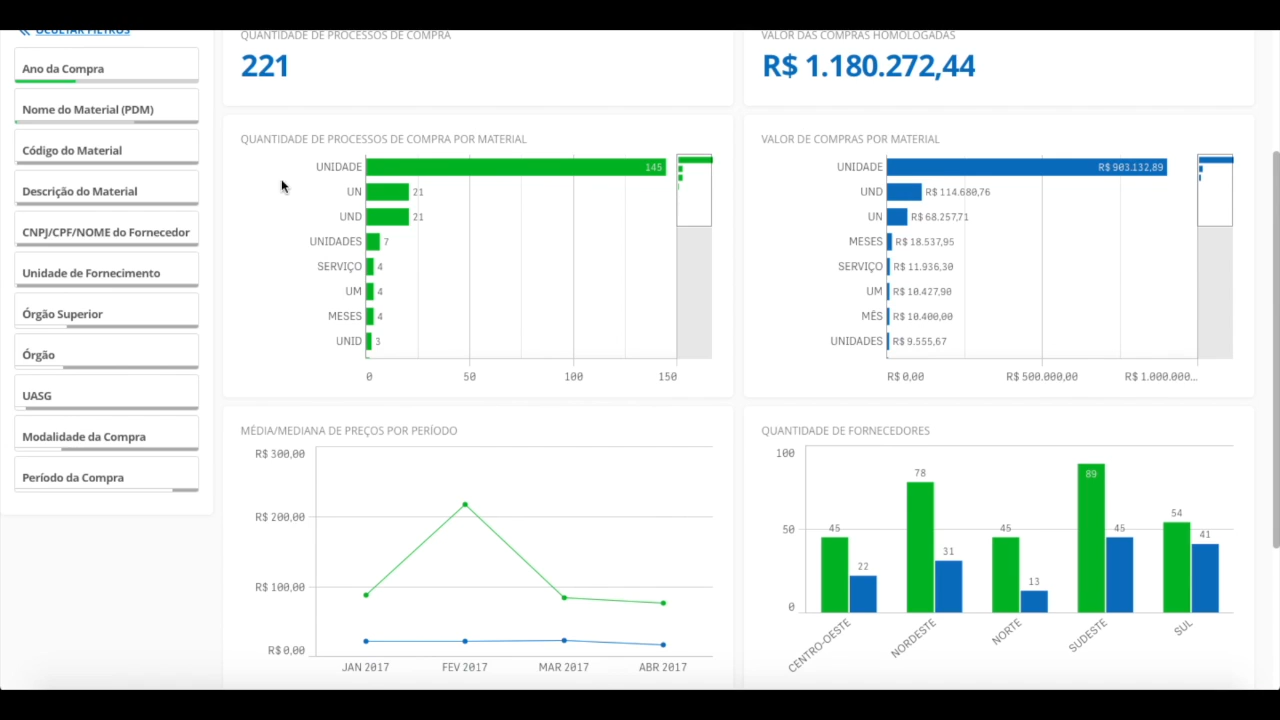 OCULTAR FILTROS
Ano da Compra
Nome do Material (PDM)
Código do Material
Descrição do Material
CNPJ/CPF/NOME do Fornecedor
Unidade de Fornecimento
Órgão Superior
Órgão
UASG
Modalidade da Compra
Período da Compra
QUANTIDADE DE PROCESSOS DE COMPRA
221
VALOR DAS COMPRAS HOMOLOGADAS
R$ 1.180.272,44
QUANTIDADE DE PROCESSOS DE COMPRA POR MATERIAL
UNIDADE 145
UN 21
UND 21
UNIDADES 7
SERVIÇO 4
UM 4
MESES 4
UNID 3
0 50 100 150
VALOR DE COMPRAS POR MATERIAL
UNIDADE R$ 903.132,89
UND R$ 114.680,76
UN R$ 68.257,71
MESES R$ 18.537,95
SERVIÇO R$ 11.936,30
UM R$ 10.427,90
MÊS R$ 10.400,00
UNIDADES R$ 9.555,67
R$ 0,00 R$ 500.000,00 R$ 1.000.000...
MÉDIA/MEDIANA DE PREÇOS POR PERÍODO
R$ 300,00
R$ 200,00
R$ 100,00
R$ 0,00
JAN 2017 FEV 2017 MAR 2017 ABR 2017
QUANTIDADE DE FORNECEDORES
100
50
0
45 22 78 31 45 13 89 45 54 41
CENTRO-OESTE NORDESTE NORTE SUDESTE SUL